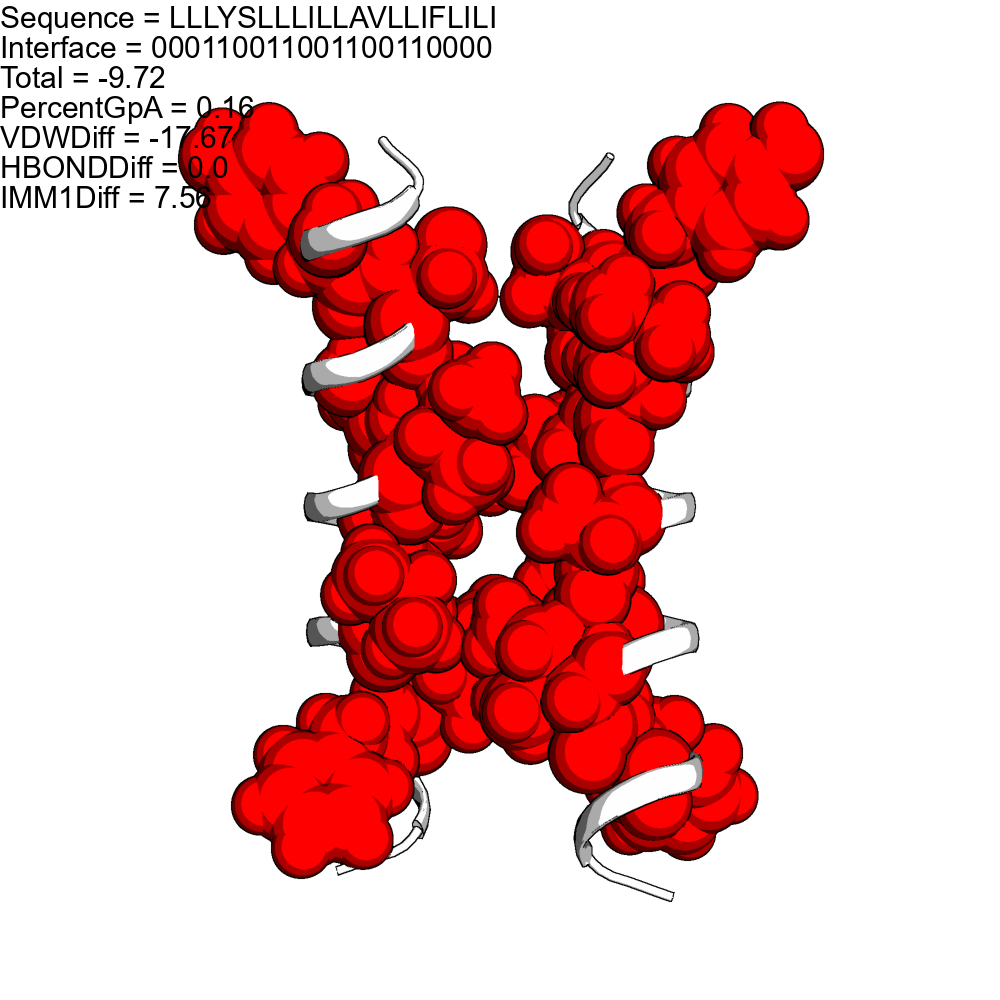 Sequence = LLLYSLLLILLAVLLIFLILI
Interface = 000110011001100110000
Total = -9.72
PercentGpA = 0.16
VDWDiff = -17.67
HBONDDiff = 0.0
IMM1Diff = 7.56